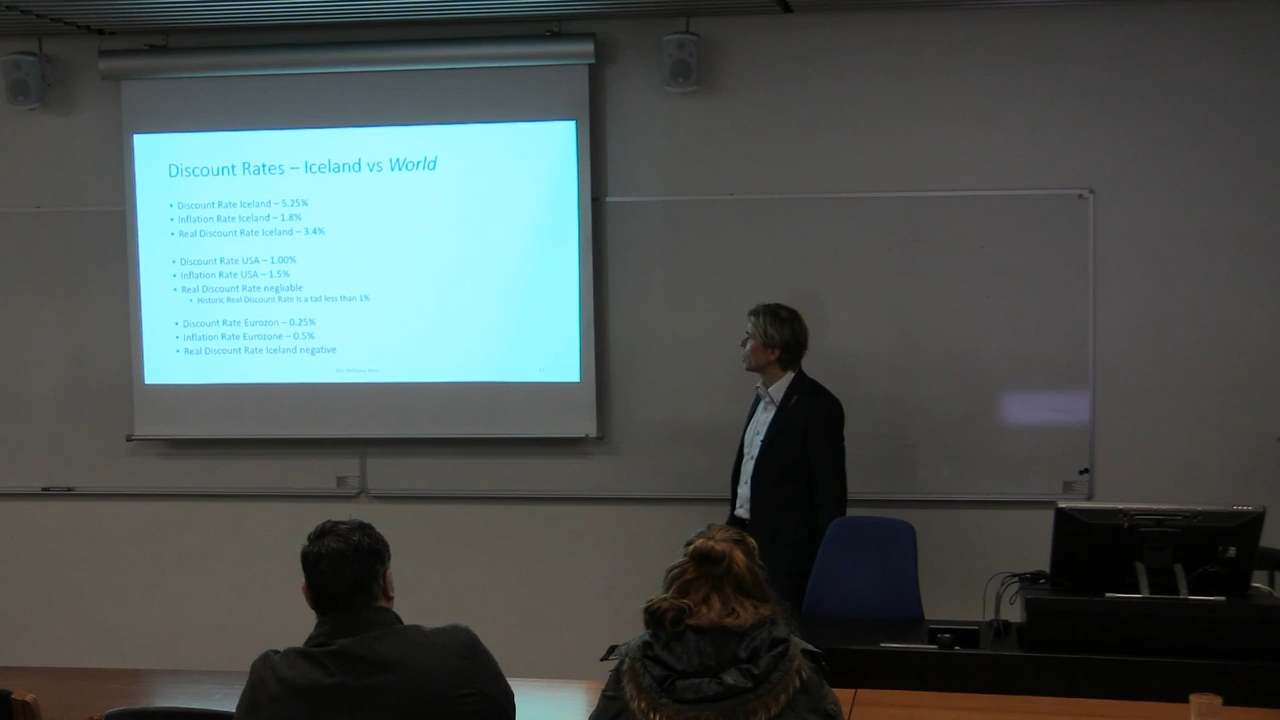 Discount Rates – Iceland vs World
• Discount Rate Iceland – 5.25%
• Inflation Rate Iceland – 1.8%
• Real Discount Rate Iceland – 3.4%
• Discount Rate USA – 1.00%
• Inflation Rate USA – 1.5%
• Real Discount Rate negliable
• Historic Real Discount Rate is a tad less than 1%
• Discount Rate Eurozon – 0.25%
• Inflation Rate Eurozone – 0.5%
• Real Discount Rate Iceland negative